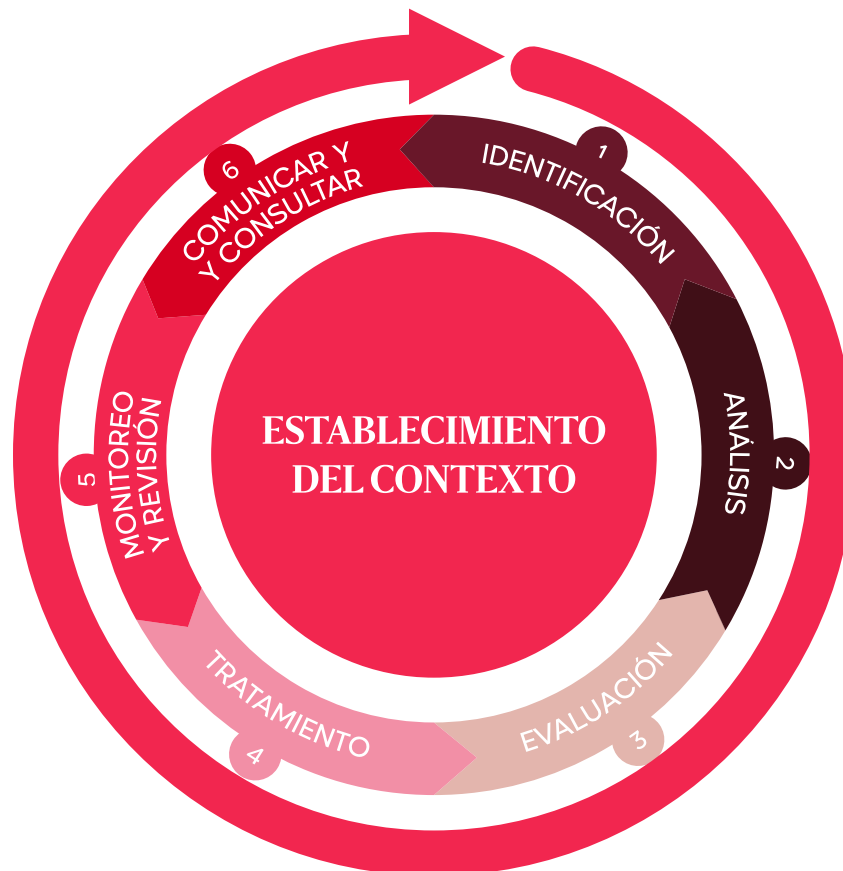 ESTABLECIMIENTO
DEL CONTEXTO
1
IDENTIFICACIÓN
2
ANÁLISIS
3
EVALUACIÓN
4
TRATAMIENTO
5
MONITOREO
Y REVISIÓN
6
COMUNICAR Y
Y CONSULTAR